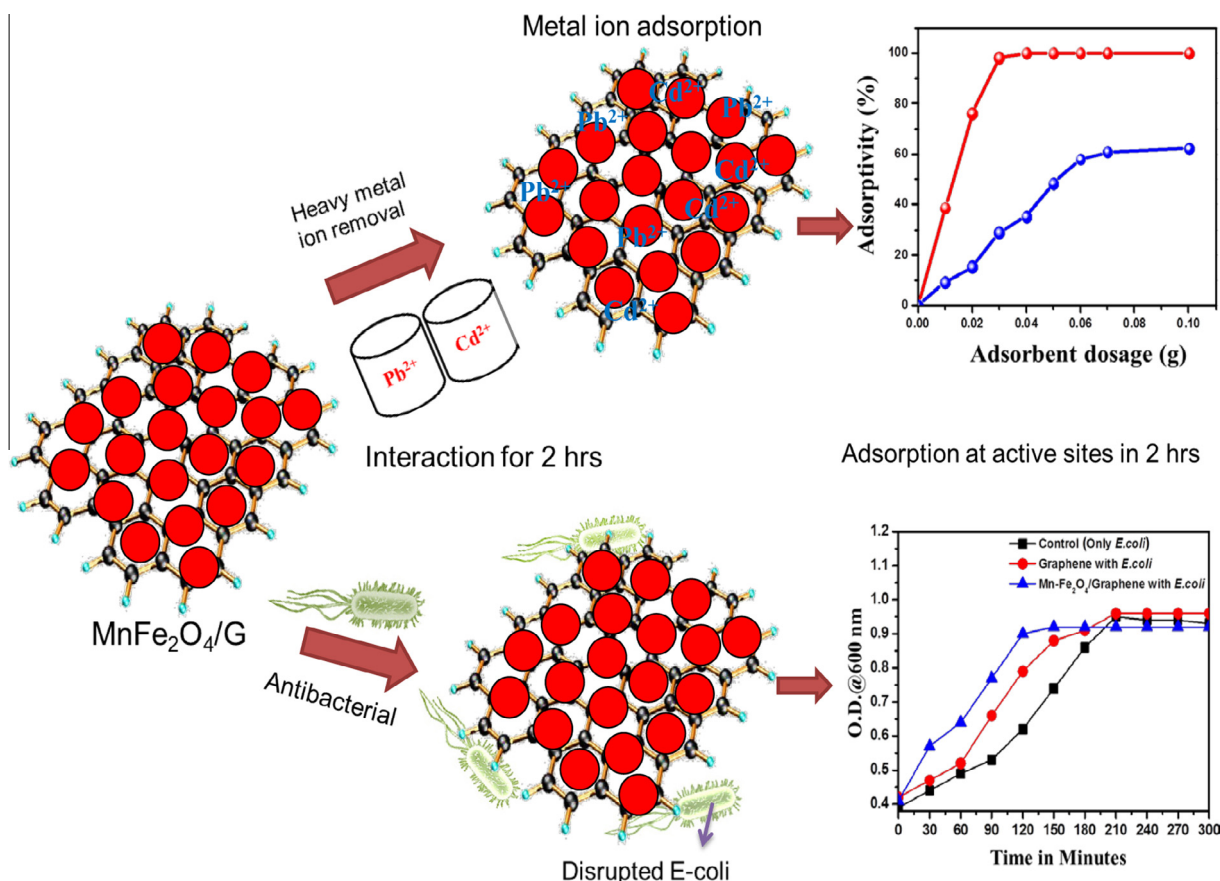 Metal ion adsorption
Heavy metal
ion removal
Pb²⁺
Cd²⁺
Cd²⁺
Pb²⁺
Pb²⁺
Cd²⁺
Pb²⁺
Cd²⁺
Pb²⁺
Cd²⁺
Adsorptivity (%)
100
80
60
40
20
0
0.00
0.02
0.04
0.06
0.08
0.10
Adsorbent dosage (g)
Interaction for 2 hrs
Adsorption at active sites in 2 hrs
MnFe₂O₄/G
Antibacterial
Disrupted E-coli
Control (Only E.coli)
Graphene with E.coli
Mn-Fe₂O₄/Graphene with E.coli
O.D.@600 nm
1.2
1.1
1.0
0.9
0.8
0.7
0.6
0.5
0.4
0
30
60
90
120
150
180
210
240
270
300
Time in Minutes